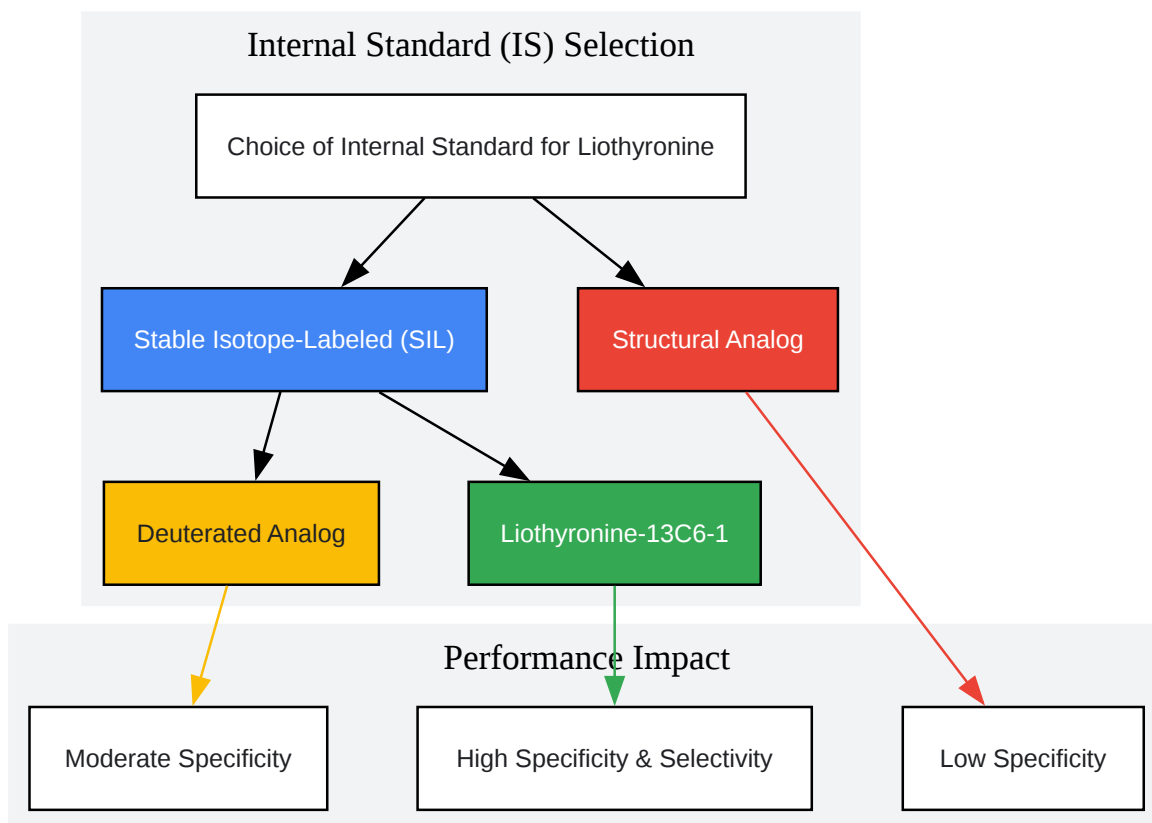 Internal Standard (IS) Selection
Choice of Internal Standard for Liothyronine
Stable Isotope-Labeled (SIL)
Structural Analog
Deuterated Analog
Liothyronine-13C6-1
Performance Impact
Moderate Specificity
High Specificity & Selectivity
Low Specificity